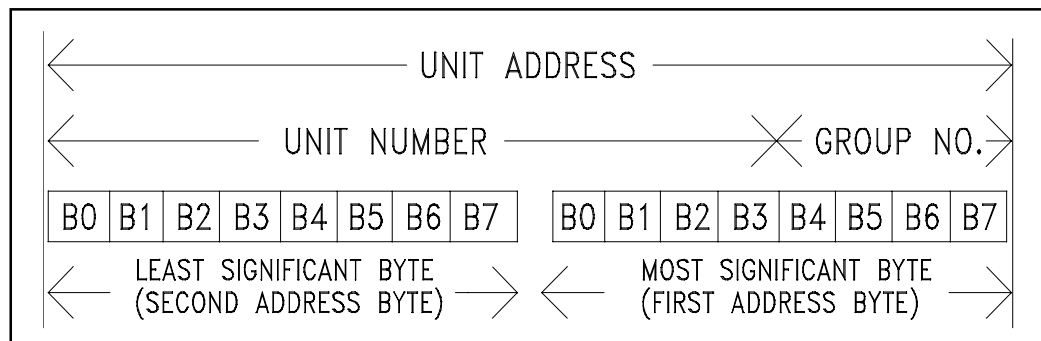 UNIT ADDRESS
UNIT NUMBER GROUP NO.
B0 B1 B2 B3 B4 B5 B6 B7 B0 B1 B2 B3 B4 B5 B6 B7
LEAST SIGNIFICANT BYTE MOST SIGNIFICANT BYTE
(SECOND ADDRESS BYTE) (FIRST ADDRESS BYTE)